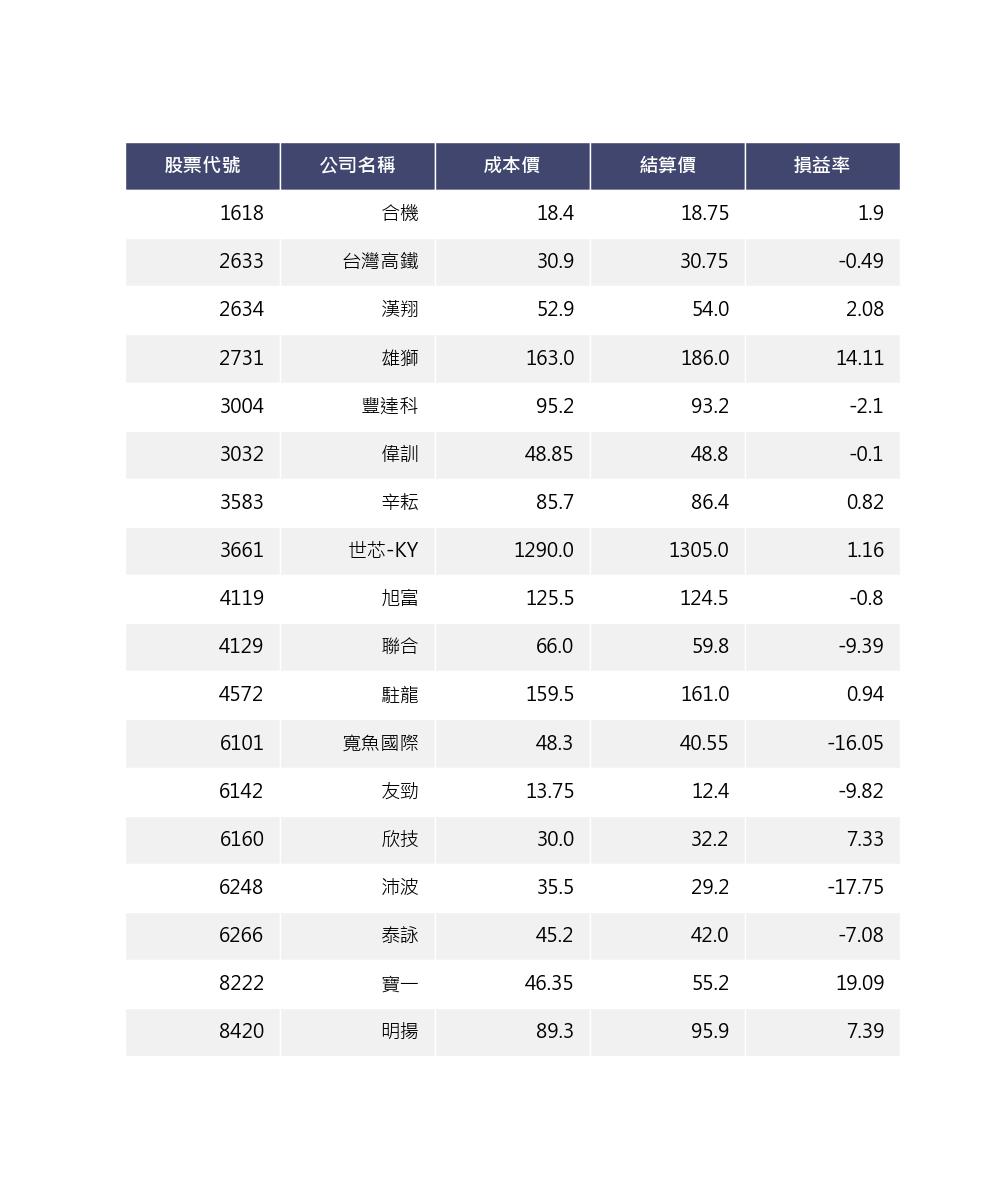 股票代號 公司名稱 成本價 結算價 損益率
1618 合機 18.4 18.75 1.9
2633 台灣高鐵 30.9 30.75 -0.49
2634 漢翔 52.9 54.0 2.08
2731 雄獅 163.0 186.0 14.11
3004 豐達科 95.2 93.2 -2.1
3032 偉訓 48.85 48.8 -0.1
3583 辛耘 85.7 86.4 0.82
3661 世芯-KY 1290.0 1305.0 1.16
4119 旭富 125.5 124.5 -0.8
4129 聯合 66.0 59.8 -9.39
4572 駐龍 159.5 161.0 0.94
6101 寬魚國際 48.3 40.55 -16.05
6142 友勁 13.75 12.4 -9.82
6160 欣技 30.0 32.2 7.33
6248 沛波 35.5 29.2 -17.75
6266 泰詠 45.2 42.0 -7.08
8222 寶一 46.35 55.2 19.09
8420 明揚 89.3 95.9 7.39